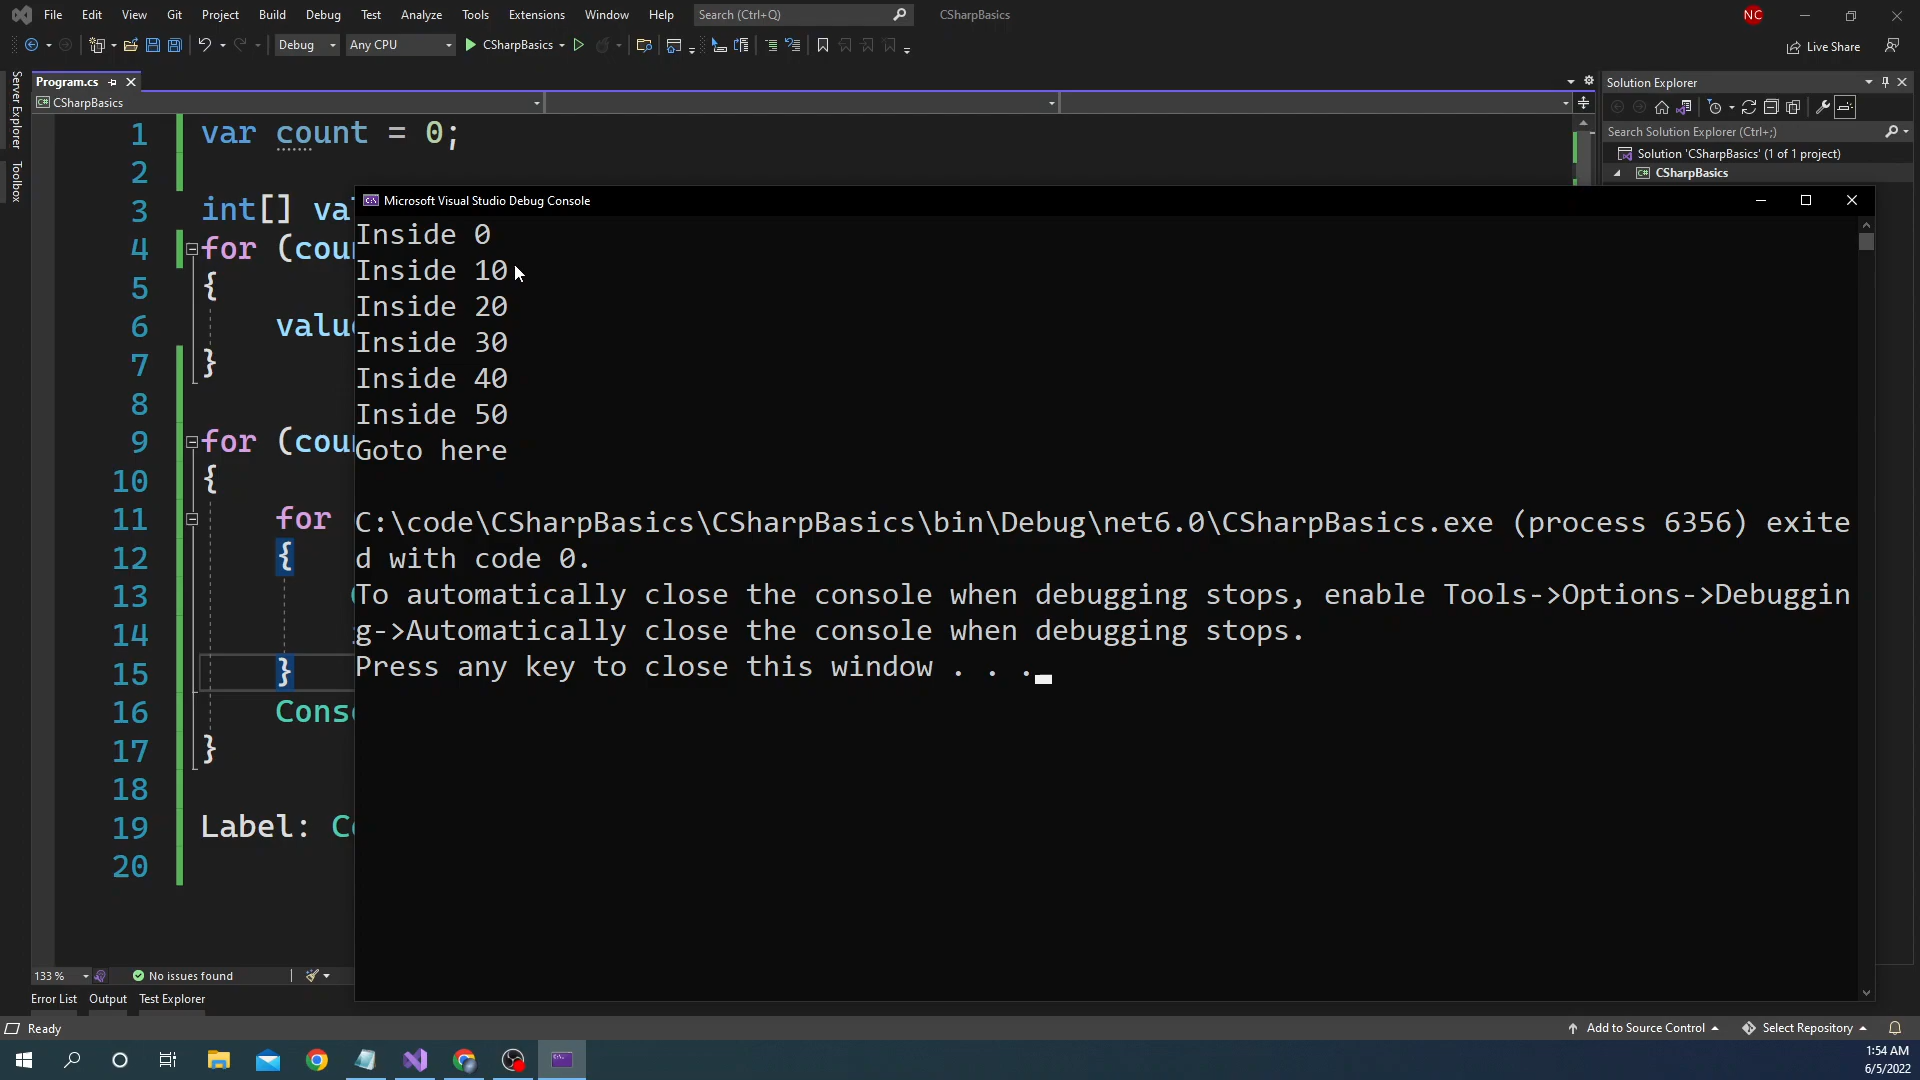 File Edit View Git Project Build Debug Test Analyze Tools Extensions Window Help Search (Ctrl+Q) CSharpBasics NC
Debug Any CPU CSharpBasics Live Share
Server Explorer
Toolbox
Program.cs
CSharpBasics
Solution Explorer
Search Solution Explorer (Ctrl+;)
Solution 'CSharpBasics' (1 of 1 project)
CSharpBasics
1 var count = 0;
2
3 int[] va
4 for (cou
5 {
6 value
7 }
8
9 for (cou
10 {
11 for
12 {
13
14
15 }
16 Conso
17 }
18
19 Label: Co
20
Microsoft Visual Studio Debug Console
Inside 0
Inside 10
Inside 20
Inside 30
Inside 40
Inside 50
Goto here
C:\code\CSharpBasics\CSharpBasics\bin\Debug\net6.0\CSharpBasics.exe (process 6356) exite
d with code 0.
To automatically close the console when debugging stops, enable Tools->Options->Debuggin
g->Automatically close the console when debugging stops.
Press any key to close this window . . .
133 % No issues found
Error List Output Test Explorer
Ready Add to Source Control Select Repository
1:54 AM
6/5/2022